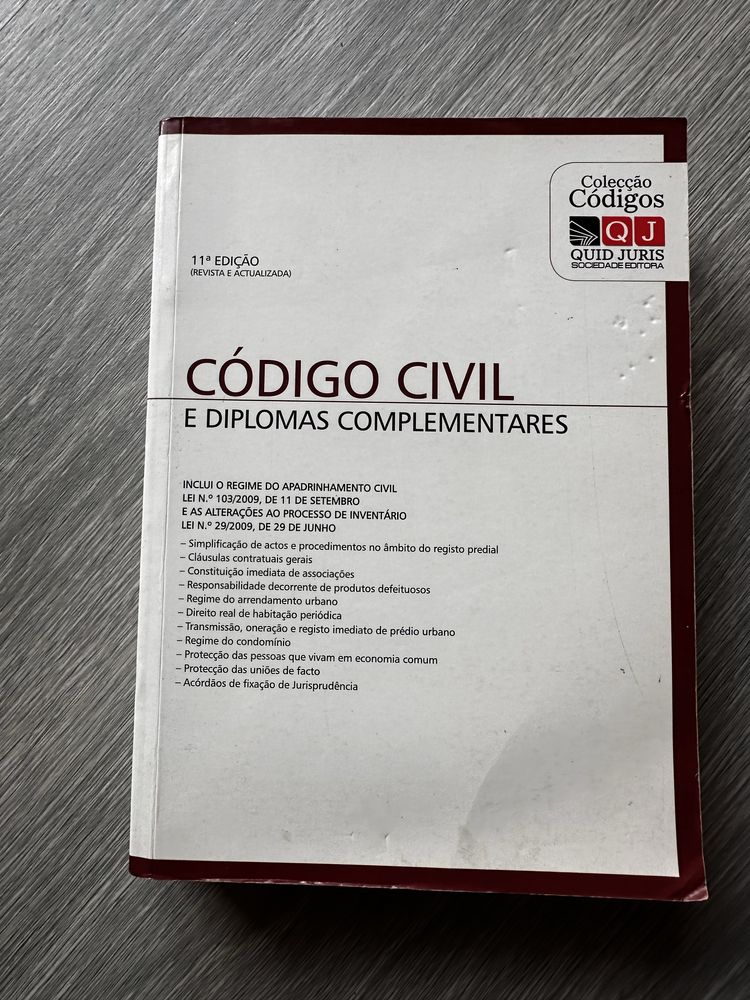 Colecção
Códigos
QJ
QUID JURIS
SOCIEDADE EDITORA
11ª EDIÇÃO
(REVISTA E ACTUALIZADA)
CÓDIGO CIVIL
E DIPLOMAS COMPLEMENTARES
INCLUI O REGIME DO APADRINHAMENTO CIVIL
LEI N.º 103/2009, DE 11 DE SETEMBRO
E AS ALTERAÇÕES AO PROCESSO DE INVENTÁRIO
LEI N.º 29/2009, DE 29 DE JUNHO
– Simplificação de actos e procedimentos no âmbito do registo predial
– Cláusulas contratuais gerais
– Constituição imediata de associações
– Responsabilidade decorrente de produtos defeituosos
– Regime do arrendamento urbano
– Direito real de habitação periódica
– Transmissão, oneração e registo imediato de prédio urbano
– Regime do condomínio
– Protecção das pessoas que vivam em economia comum
– Protecção das uniões de facto
– Acórdãos de fixação de Jurisprudência